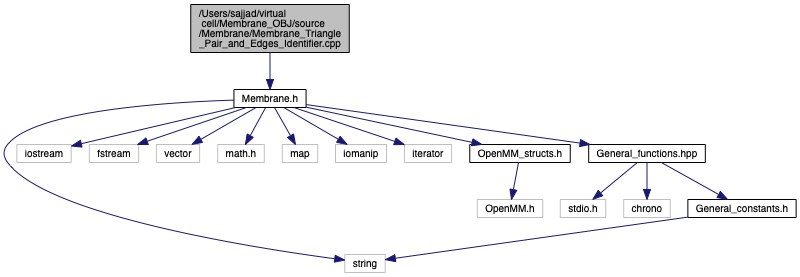 /Users/sajjad/virtual
cell/Membrane_OBJ/source
/Membrane/Membrane_Triangle
_Pair_and_Edges_Identifier.cpp
Membrane.h
iostream
fstream
vector
math.h
map
iomanip
iterator
OpenMM_structs.h
General_functions.hpp
OpenMM.h
stdio.h
chrono
General_constants.h
string